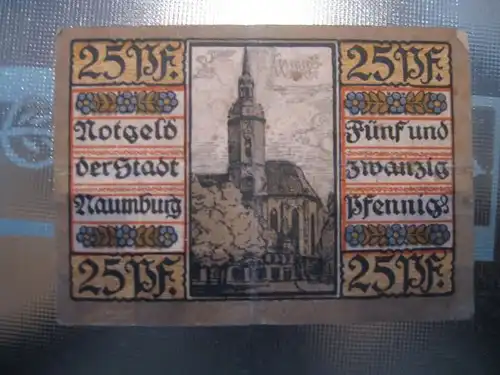 25 Pf.
25 Pf.
Notgeld
der Stadt
Naumburg
Fünf und
zwanzig
Pfennig
25 Pf.
25 Pf.